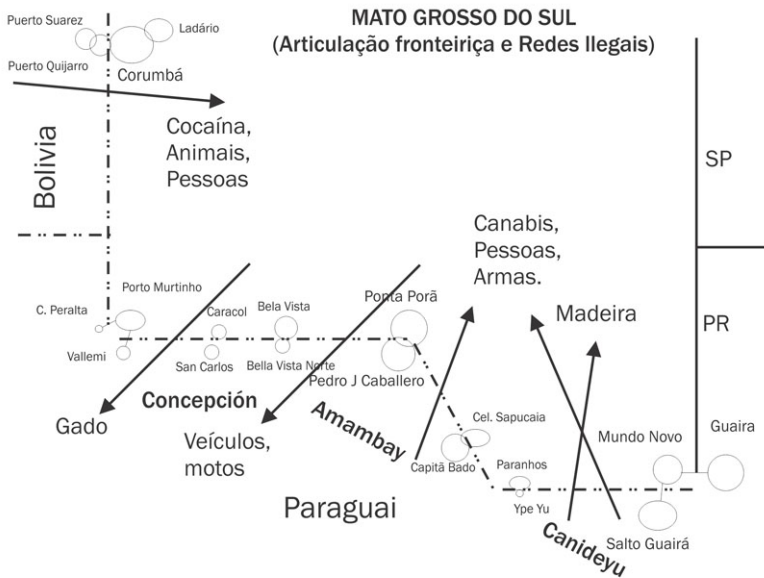 MATO GROSSO DO SUL
(Articulação fronteiriça e Redes Ilegais)
Puerto Suarez
Ladário
Puerto Quijarro
Corumbá
Cocaína,
Animais,
Pessoas
Bolivia
SP
Canabis,
Pessoas,
Armas.
Porto Murtinho
C. Peralta
Caracol
Bela Vista
Ponta Porã
Madeira
PR
Vallemi
San Carlos
Bella Vista Norte
Pedro J Caballero
Concepción
Gado
Veículos,
motos
Amambay
Cel. Sapucaia
Capitã Bado
Mundo Novo
Guaira
Paranhos
Paraguai
Ype Yu
Canideyu
Salto Guairá